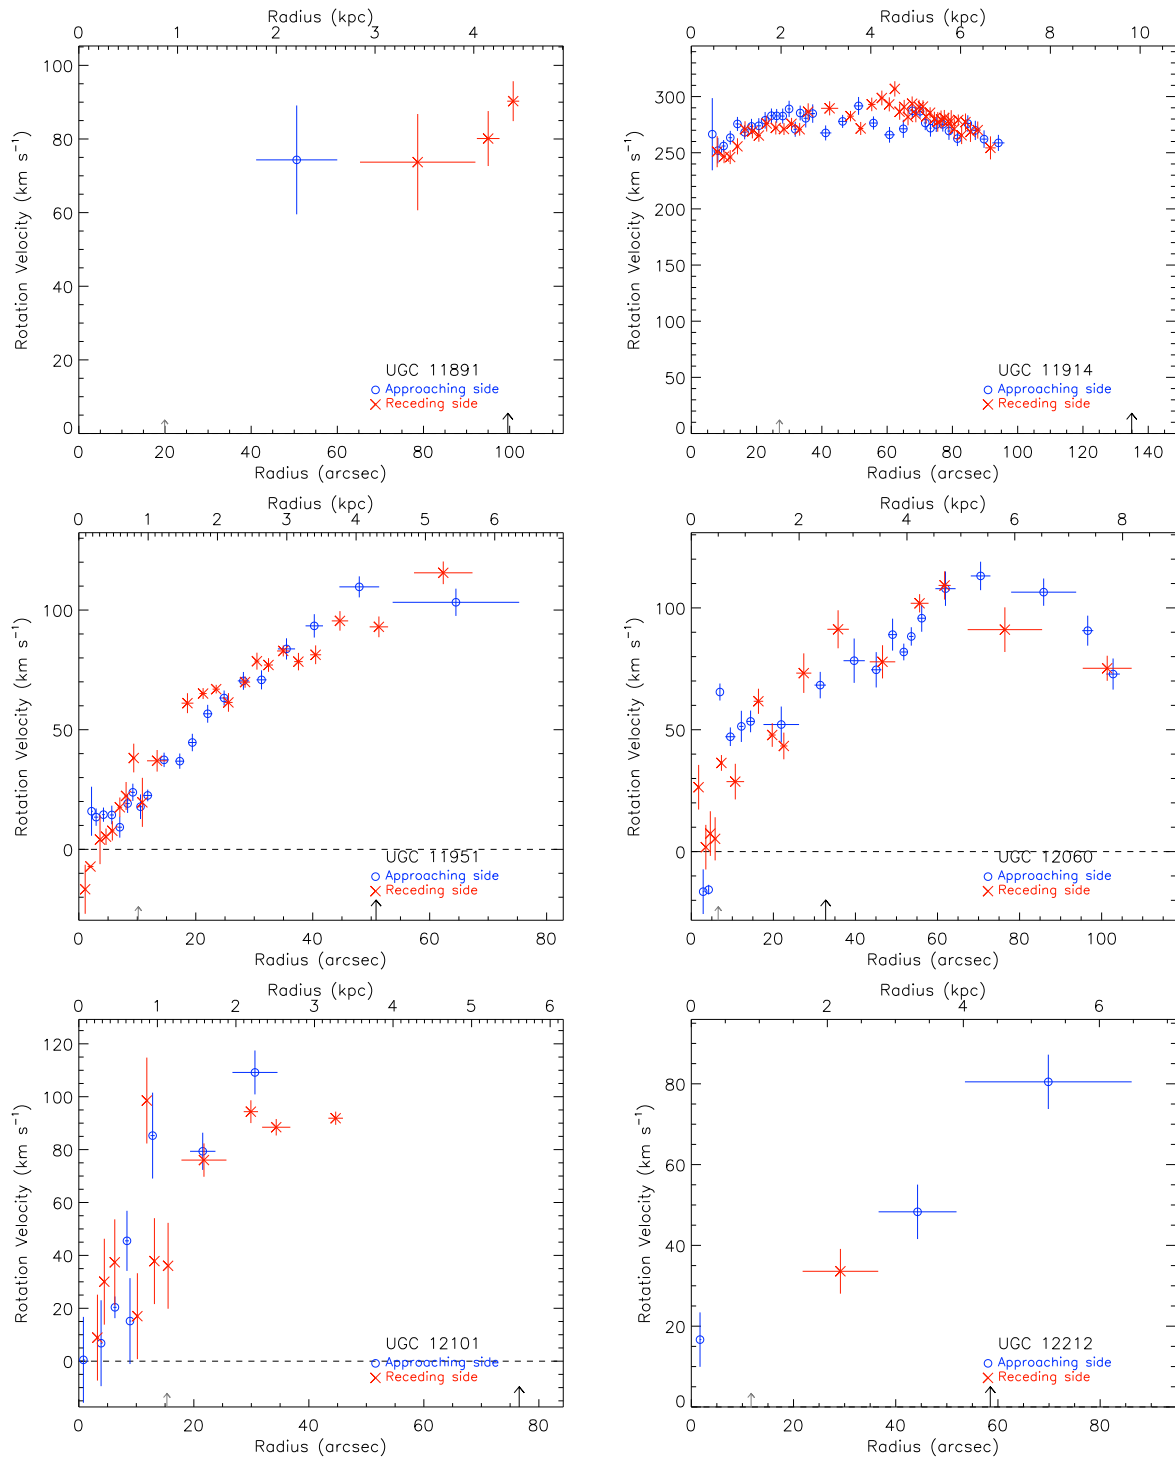 Radius (kpc)
0 1 2 3 4
100
80
60
40
20
0
Rotation Velocity (km s⁻¹)
UGC 11891
Approaching side
Receding side
0 20 40 60 80 100
Radius (arcsec)
Radius (kpc)
0 2 4 6 8 10
300
250
200
150
100
50
0
Rotation Velocity (km s⁻¹)
UGC 11914
Approaching side
Receding side
0 20 40 60 80 100 120 140
Radius (arcsec)
Radius (kpc)
0 1 2 3 4 5 6
100
50
0
Rotation Velocity (km s⁻¹)
UGC 11951
Approaching side
Receding side
0 20 40 60 80
Radius (arcsec)
Radius (kpc)
0 2 4 6 8
100
50
0
Rotation Velocity (km s⁻¹)
UGC 12060
Approaching side
Receding side
0 20 40 60 80 100
Radius (arcsec)
Radius (kpc)
0 1 2 3 4 5 6
120
100
80
60
40
20
0
Rotation Velocity (km s⁻¹)
UGC 12101
Approaching side
Receding side
0 20 40 60 80
Radius (arcsec)
Radius (kpc)
0 2 4 6
80
60
40
20
0
Rotation Velocity (km s⁻¹)
UGC 12212
Approaching side
Receding side
0 20 40 60 80
Radius (arcsec)